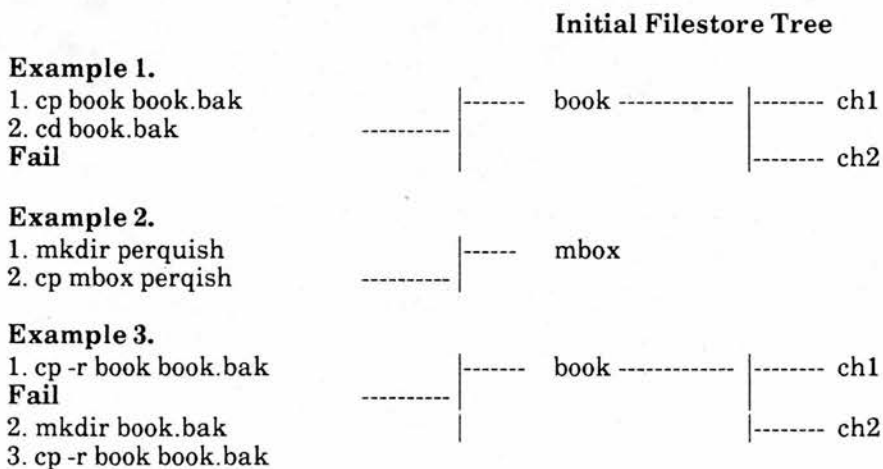 Initial Filestore Tree
Example 1.
1. cp book book.bak |------ book ------------ |------- ch1
2. cd book.bak ---------- |
Fail | |------- ch2
Example 2.
1. mkdir perquish |----- mbox
2. cp mbox perqish ---------- |
Example 3.
1. cp -r book book.bak |------ book ------------- |------- ch1
Fail ---------- |
2. mkdir book.bak | |-------- ch2
3. cp -r book book.bak